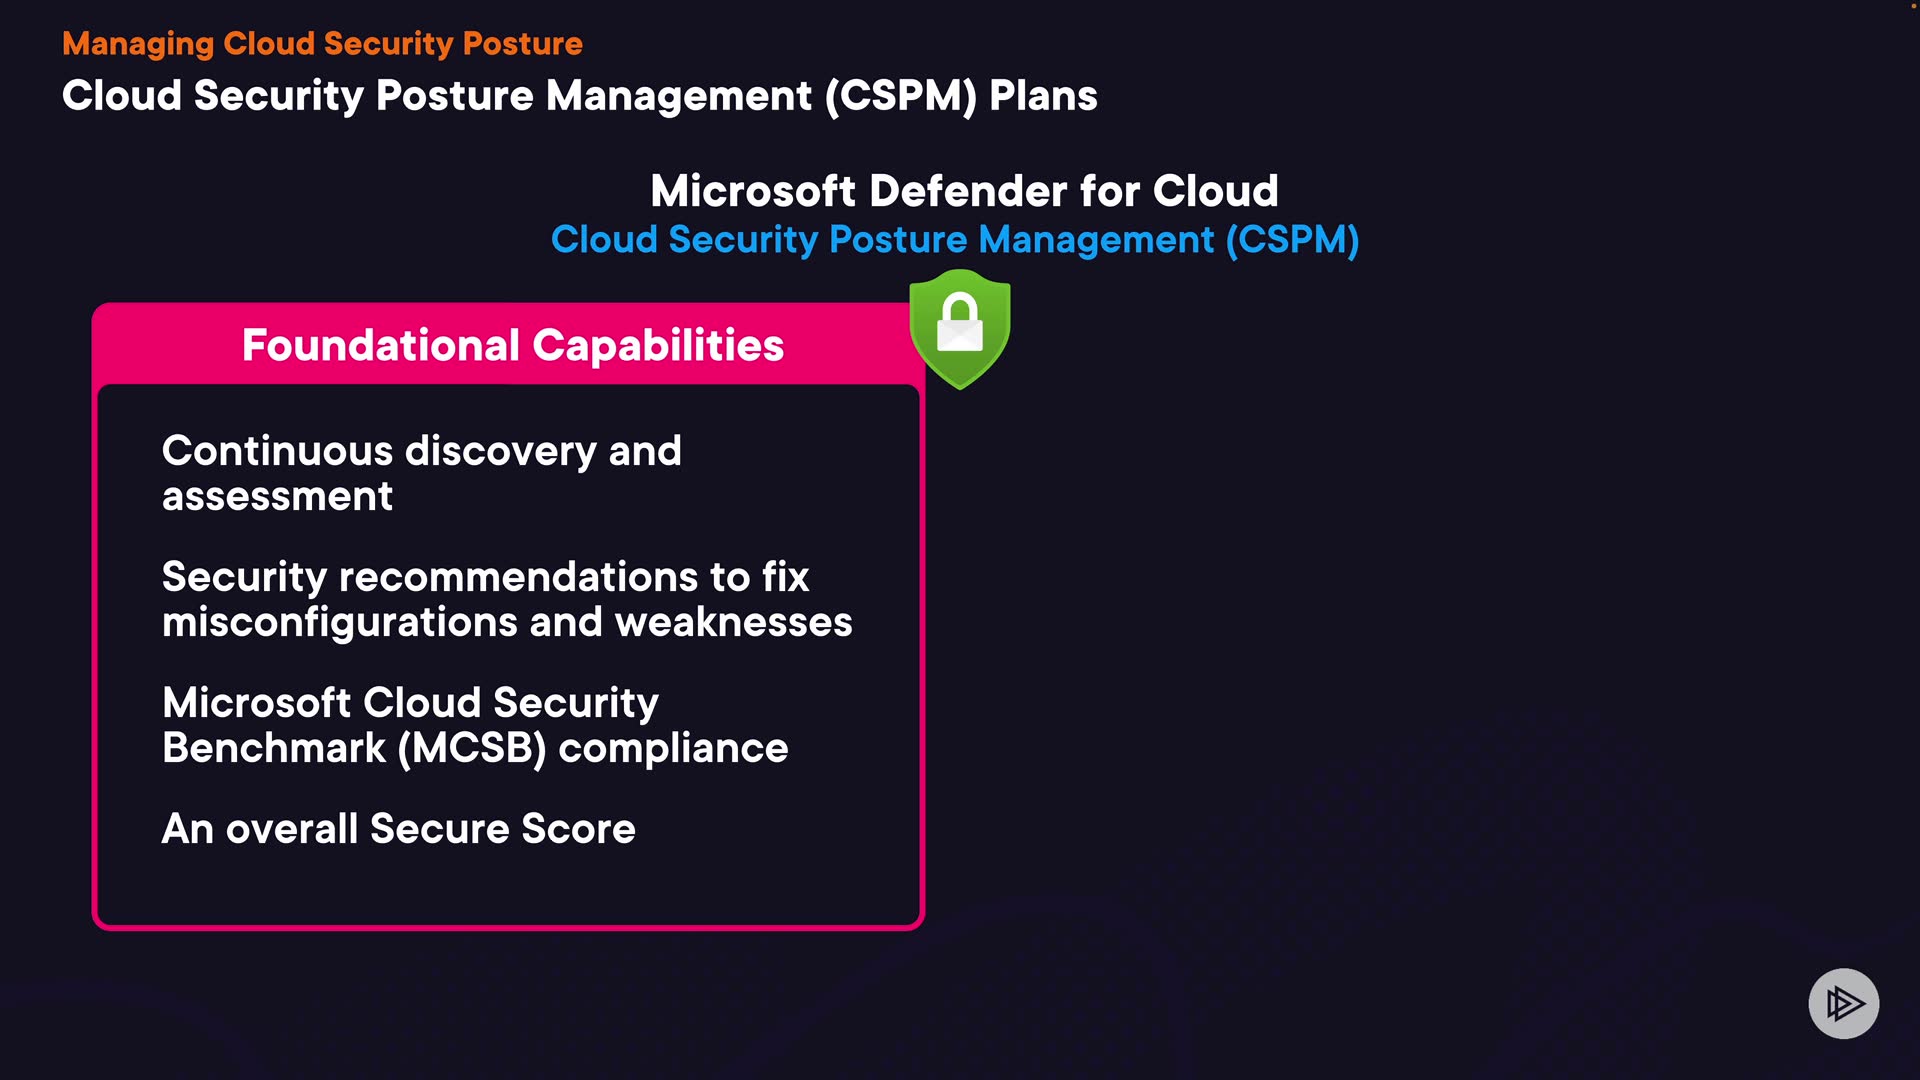 Managing Cloud Security Posture
Cloud Security Posture Management (CSPM) Plans
Microsoft Defender for Cloud
Cloud Security Posture Management (CSPM)
Foundational Capabilities
Continuous discovery and
assessment
Security recommendations to fix
misconfigurations and weaknesses
Microsoft Cloud Security
Benchmark (MCSB) compliance
An overall Secure Score